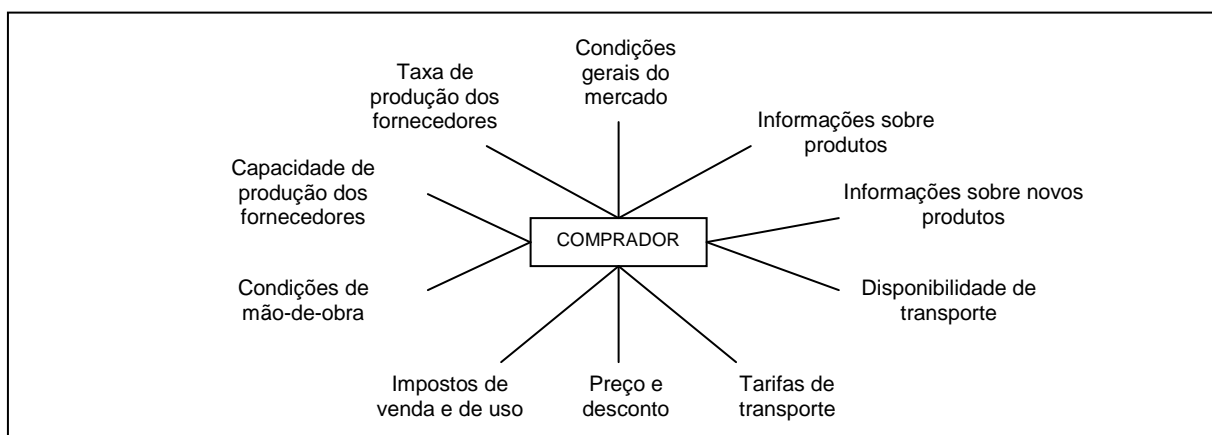 Condições
gerais do
mercado
Taxa de
produção dos
fornecedores
Informações sobre
produtos
Capacidade de
produção dos
fornecedores
Informações sobre novos
produtos
COMPRADOR
Condições de
mão-de-obra
Disponibilidade de
transporte
Impostos de
venda e de uso
Preço e
desconto
Tarifas de
transporte